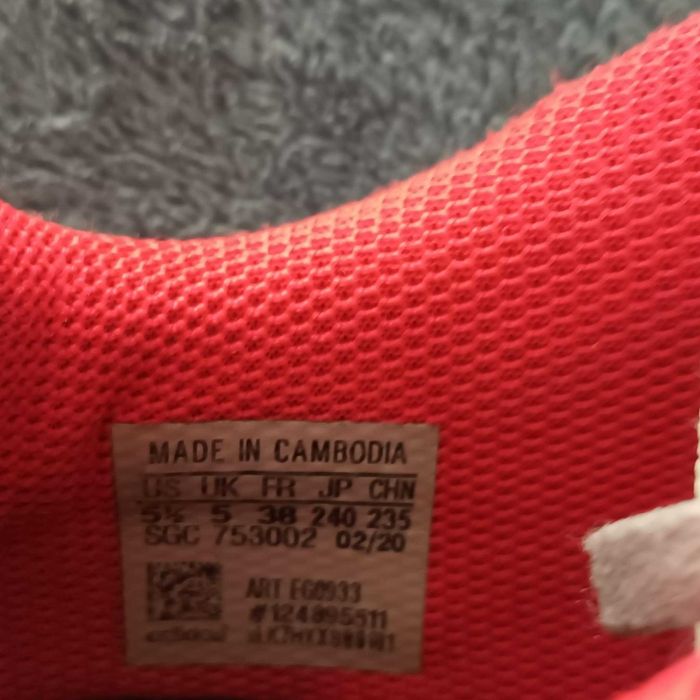 MADE IN CAMBODIA
US UK FR JP CHN
5½ 5 38 240 235
SGC 753002 02/20
ART EG0933
#124895511